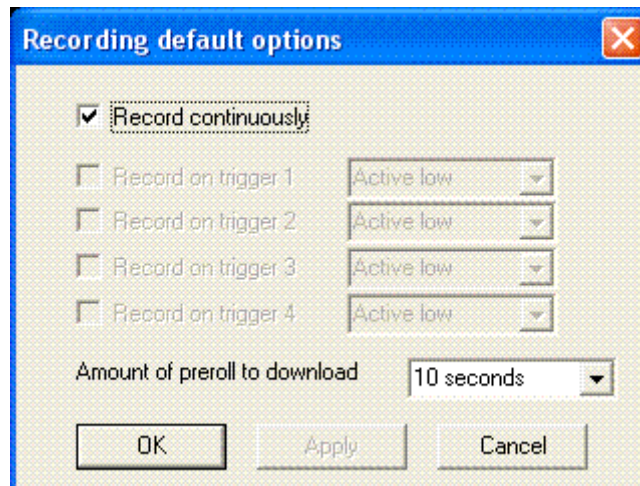 Recording default options
Record continuously
Record on trigger 1 Active low
Record on trigger 2 Active low
Record on trigger 3 Active low
Record on trigger 4 Active low
Amount of preroll to download 10 seconds
OK Apply Cancel